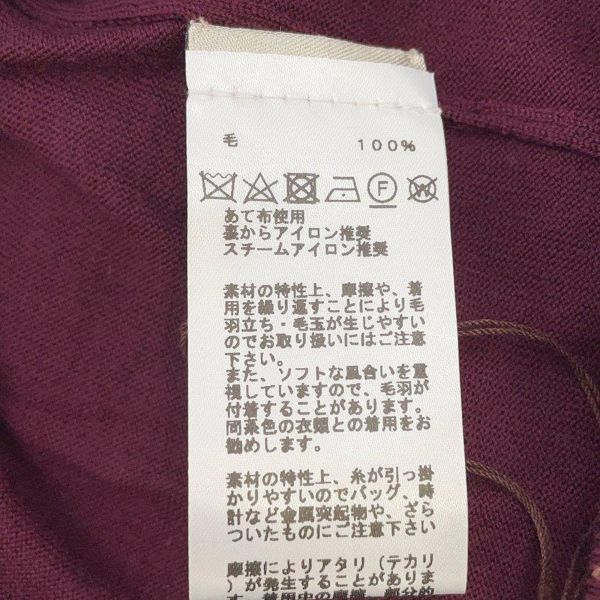 毛 100%
F W
あて布使用
裏からアイロン推奨
スチームアイロン推奨
素材の特性上、摩擦や、着
用を繰り返すことにより毛
羽立ち・毛玉が生じやすい
のでお取り扱いにはご注意
下さい。
また、ソフトな風合いを重
視していますので、毛羽が
付着することがあります。
同系色の衣類との着用をお
勧めします。
素材の特性上、糸が引っ掛
かりやすいのでバッグ、時
計など金属突起物や、ざら
ついたものにご注意下さい
摩擦によりアタリ(テカリ
)が発生することがありま
す。着用中の摩擦、部分的